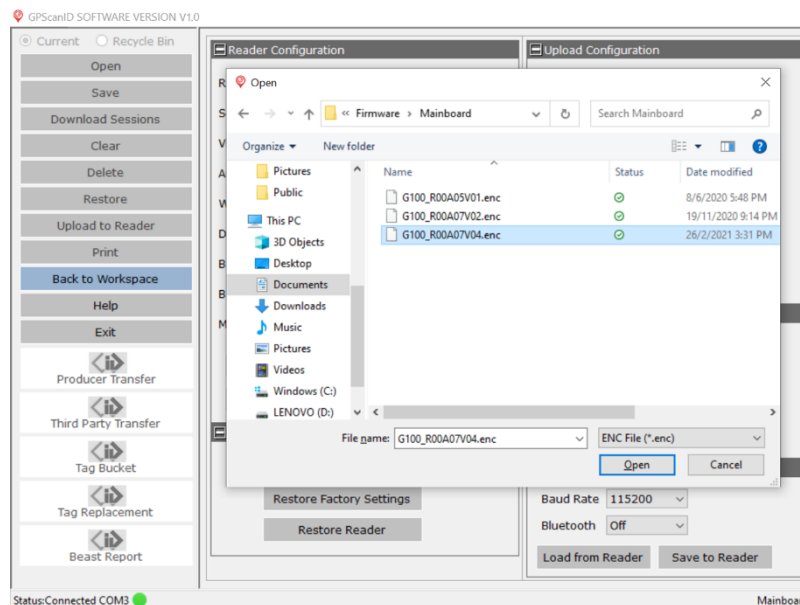 GPScanID SOFTWARE VERSION V1.0
Current Recycle Bin
Open
Save
Download Sessions
Clear
Delete
Restore
Upload to Reader
Print
Back to Workspace
Help
Exit
Producer Transfer
Third Party Transfer
Tag Bucket
Tag Replacement
Beast Report
Reader Configuration
Upload Configuration
R
S
V
A
W
D
B
B
M
Open
« Firmware > Mainboard
Search Mainboard
Organize
New folder
Pictures
Public
This PC
3D Objects
Desktop
Documents
Downloads
Music
Pictures
Videos
Windows (C:)
LENOVO (D:)
Name Status Date modified
G100_R00A05V01.enc 8/6/2020 5:48 PM
G100_R00A07V02.enc 19/11/2020 9:14 PM
G100_R00A07V04.enc 26/2/2021 3:31 PM
File name: G100_R00A07V04.enc ENC File (*.enc)
Open Cancel
Restore Factory Settings
Restore Reader
Baud Rate 115200
Bluetooth Off
Load from Reader Save to Reader
Status:Connected COM3
Mainboar